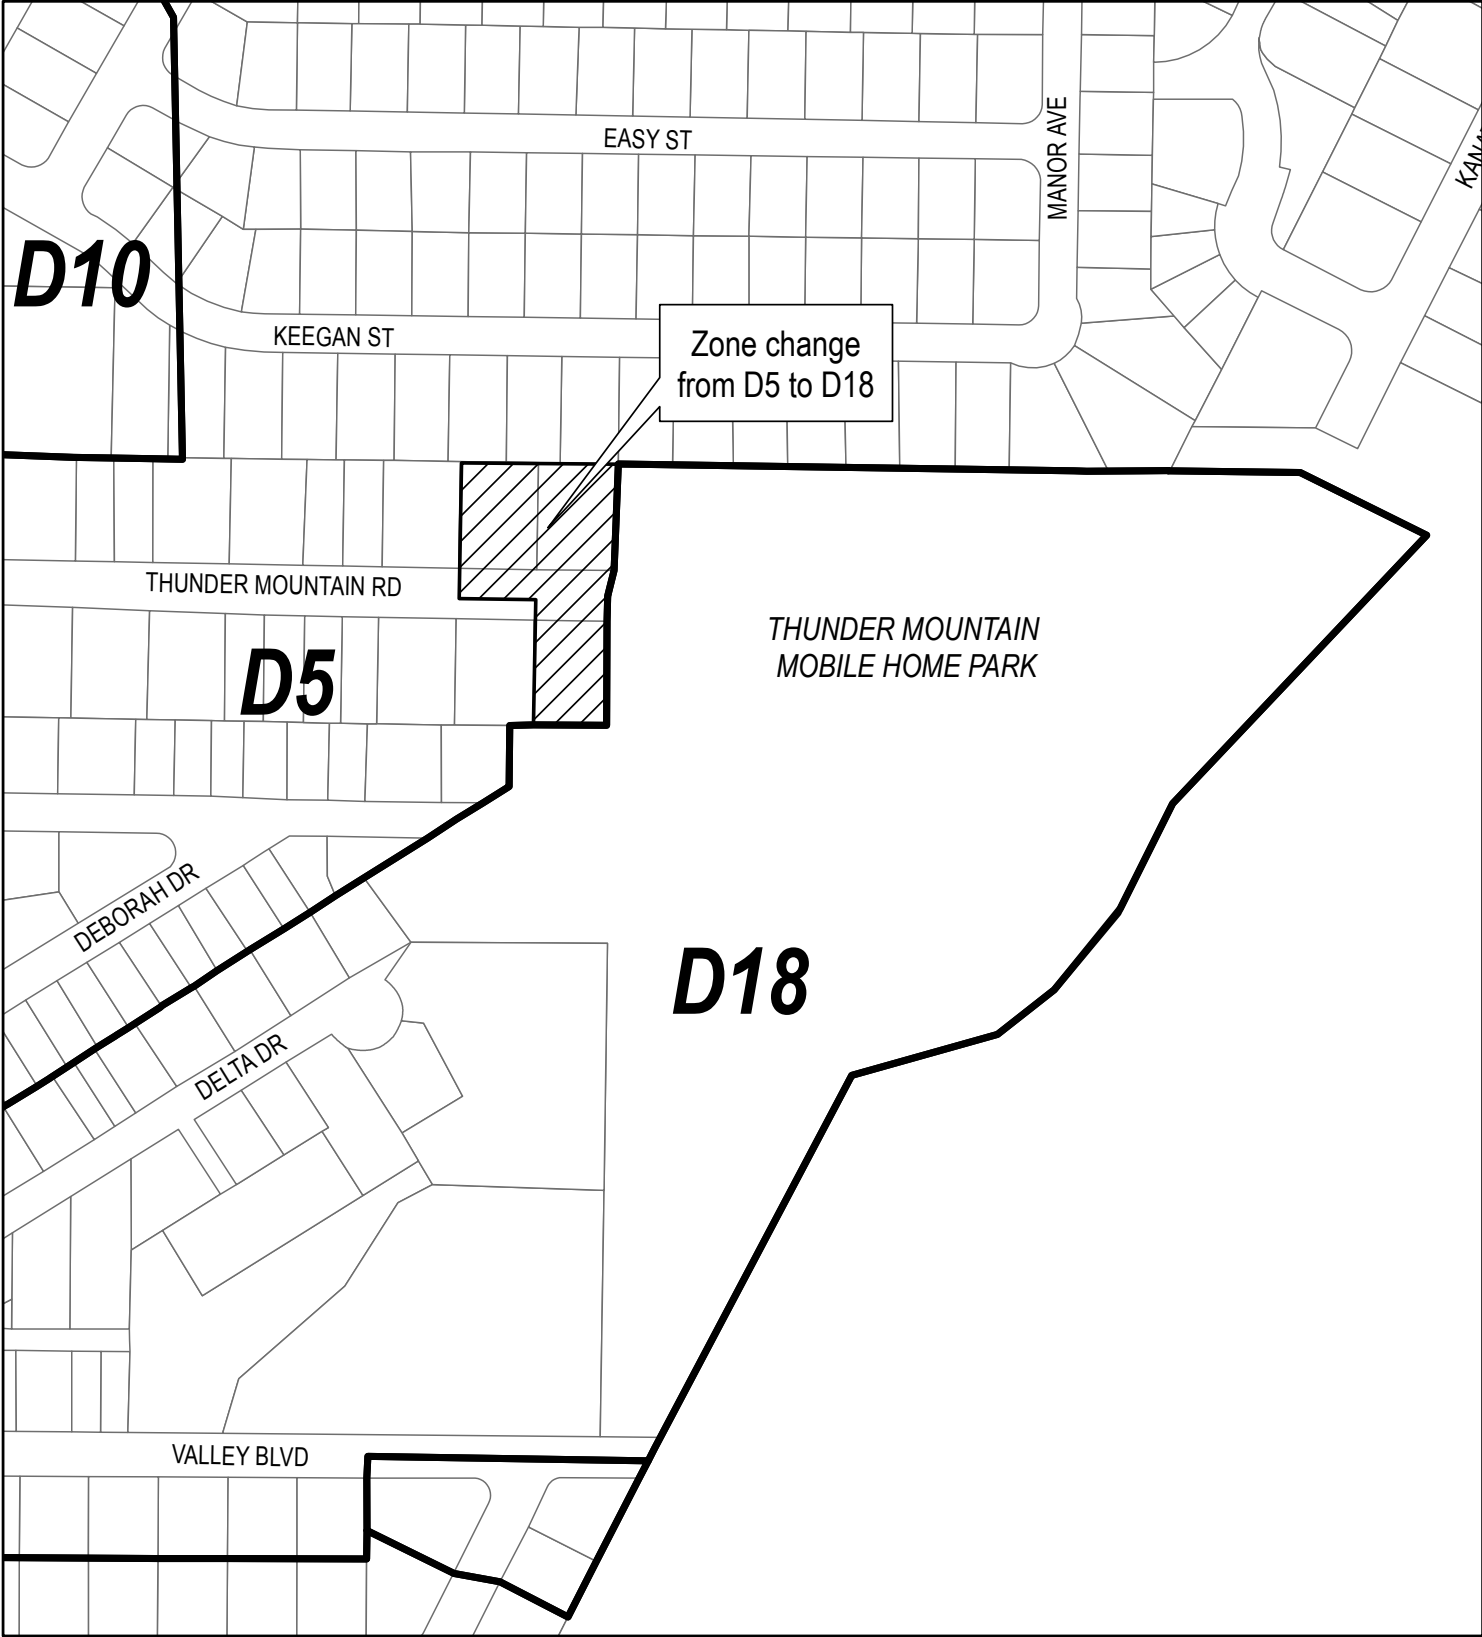 EASY ST
MANOR AVE
D10
KEEGAN ST
Zone change
from D5 to D18
THUNDER MOUNTAIN RD
THUNDER MOUNTAIN
MOBILE HOME PARK
D5
DEBORAH DR
D18
DELTA DR
VALLEY BLVD